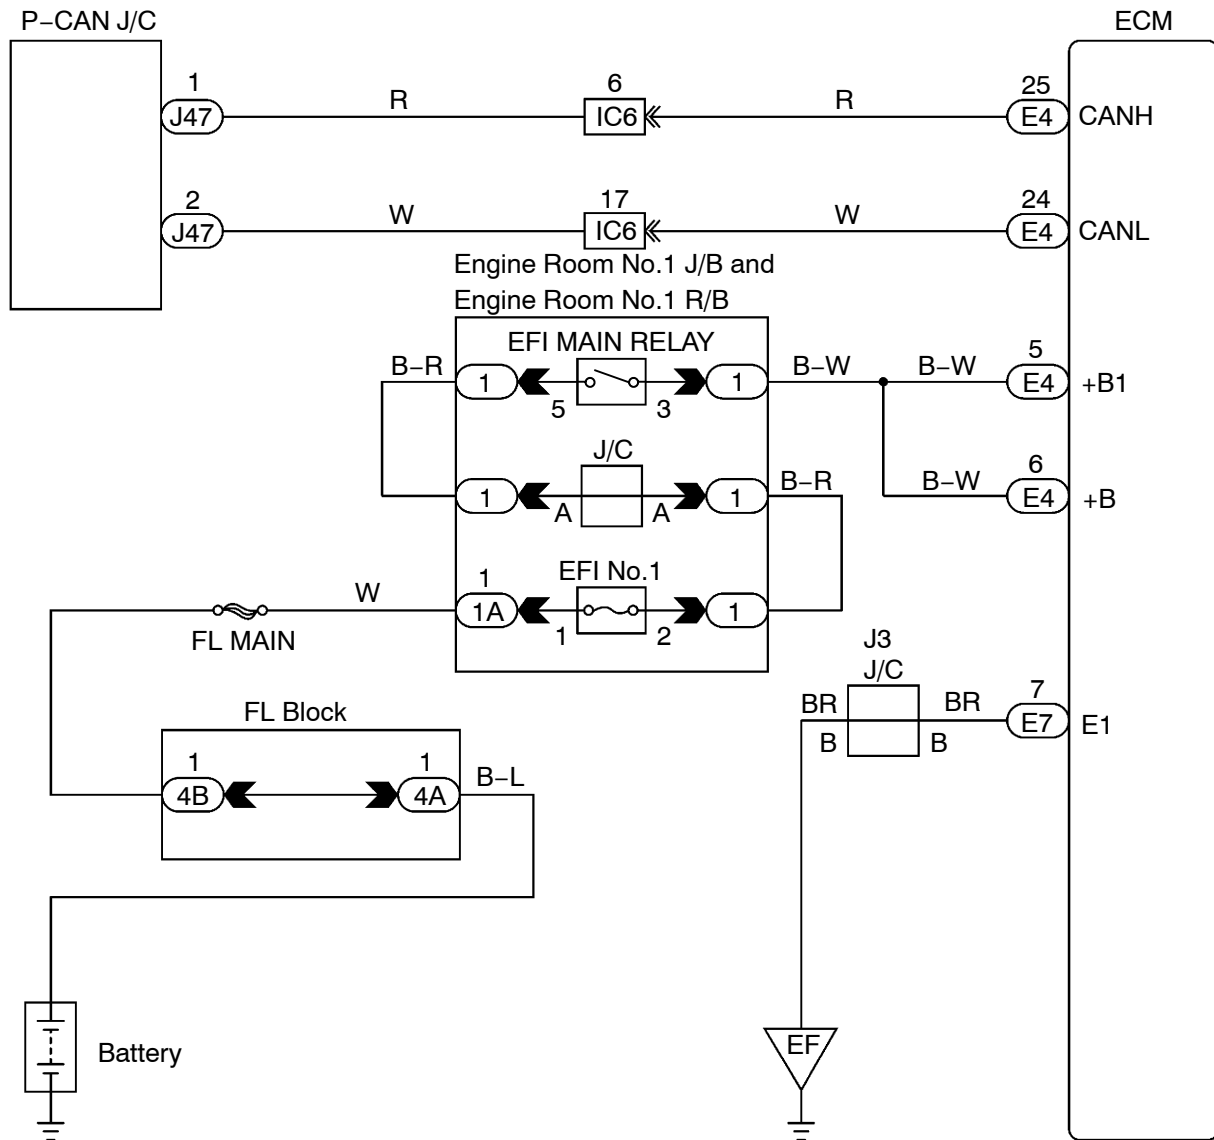 P−CAN J/C
ECM
1
J47
R
6
IC6
R
25
E4
CANH
2
J47
W
17
IC6
W
24
E4
CANL
Engine Room No.1 J/B and
Engine Room No.1 R/B
EFI MAIN RELAY
B−R
1
5
3
1
B−W
B−W
5
E4
+B1
J/C
1
A
A
1
B−R
B−W
6
E4
+B
EFI No.1
W
1
1A
1
2
1
FL MAIN
J3
J/C
BR
B
B
BR
7
E7
E1
FL Block
1
4B
1
4A
B−L
Battery
EF